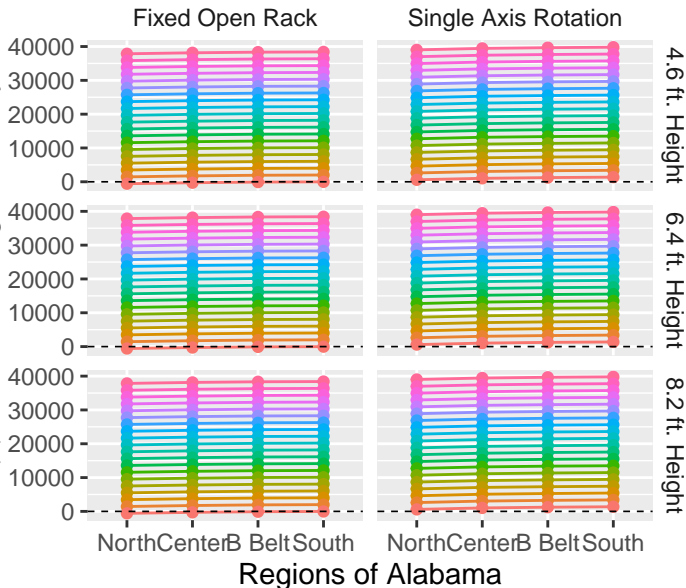 Fixed Open Rack Single Axis Rotation
40000
30000
20000
10000
0
4.6 ft. Height
40000
30000
20000
10000
0
6.4 ft. Height
40000
30000
20000
10000
0
8.2 ft. Height
North Center B Belt South North Center B Belt South
Regions of Alabama